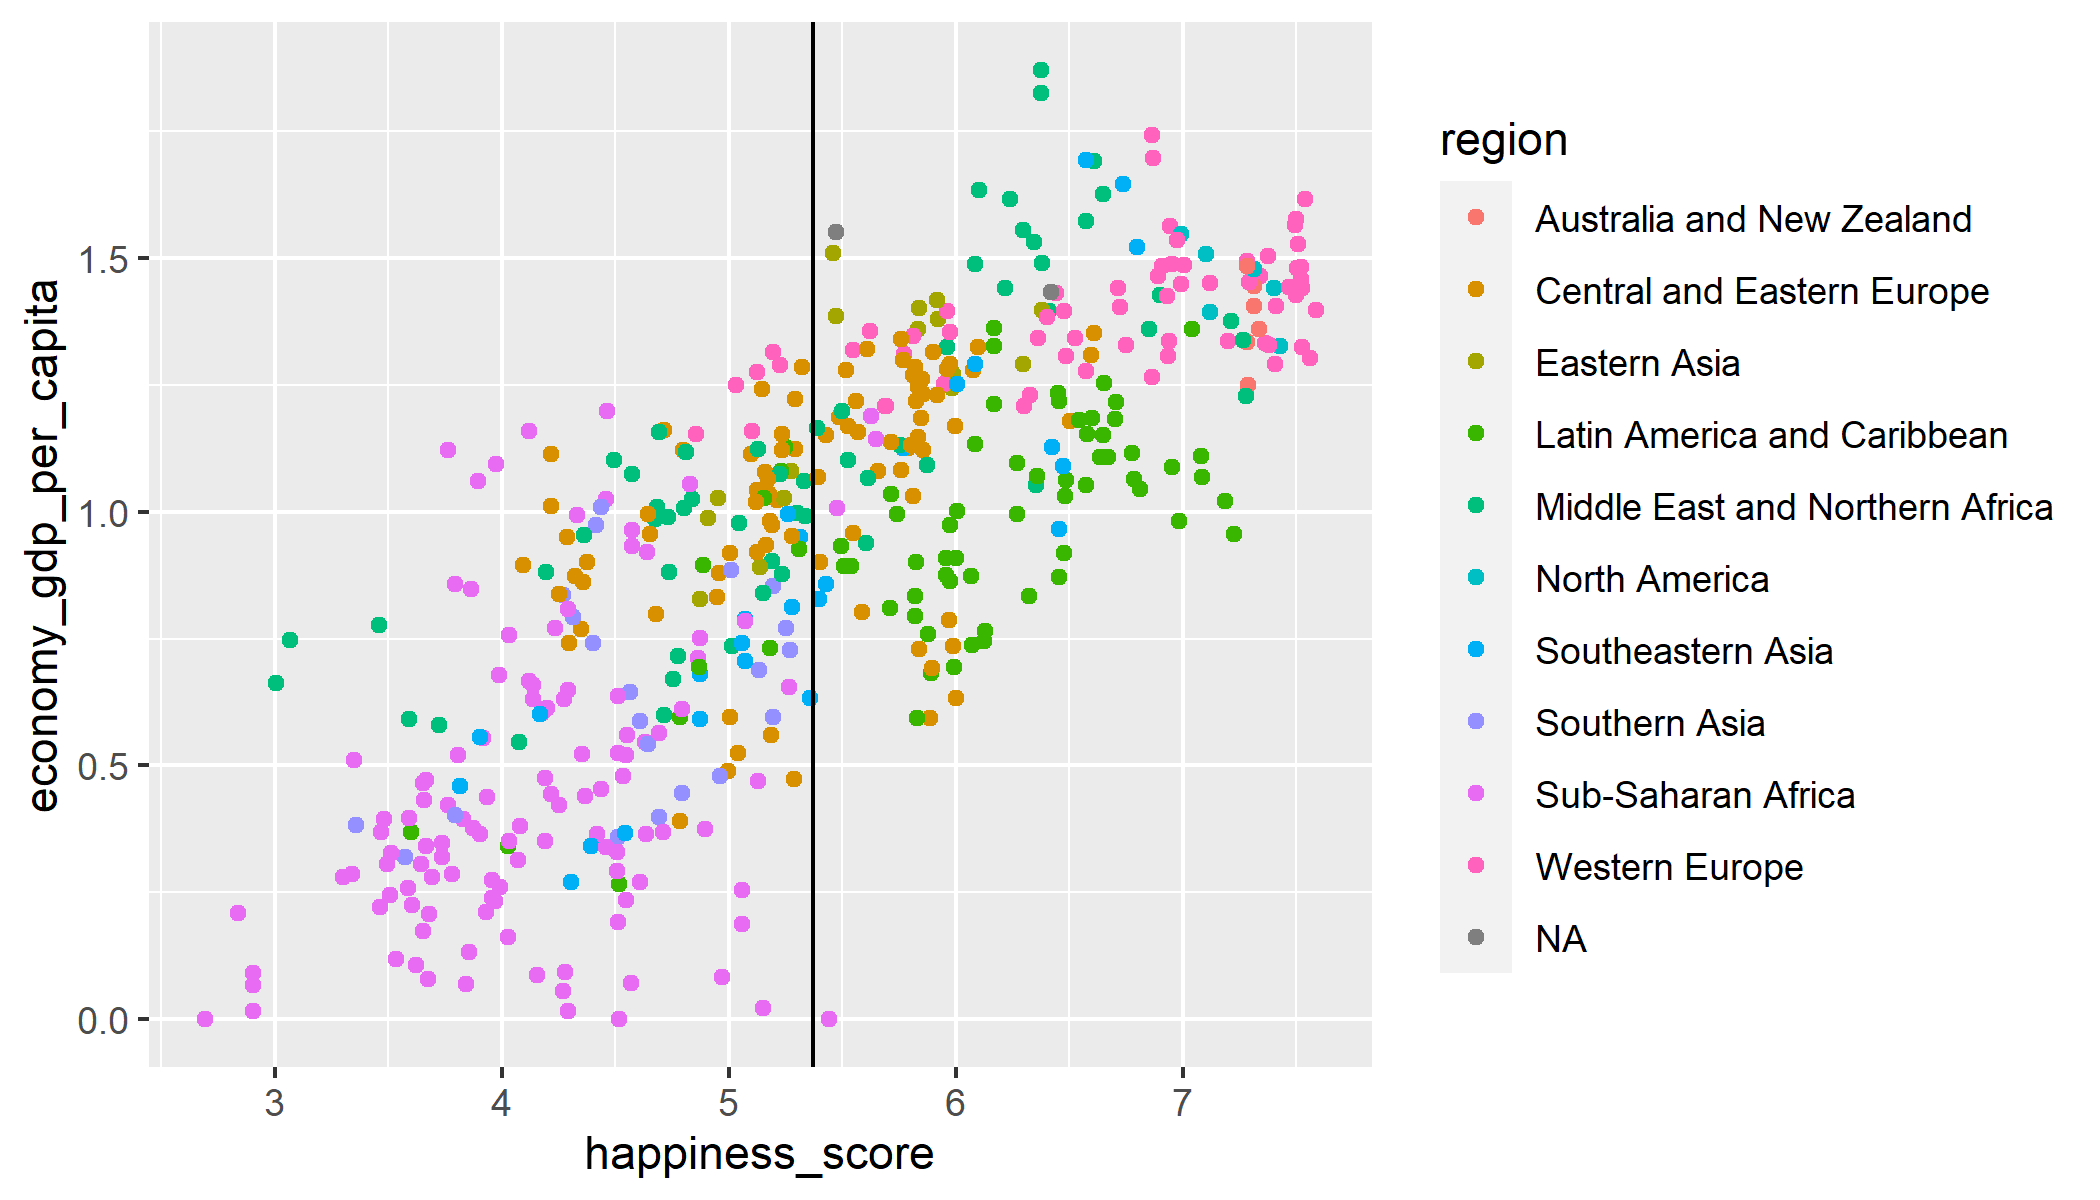 economy_gdp_per_capita
1.5
1.0
0.5
0.0
3 4 5 6 7
happiness_score
region
Australia and New Zealand
Central and Eastern Europe
Eastern Asia
Latin America and Caribbean
Middle East and Northern Africa
North America
Southeastern Asia
Southern Asia
Sub-Saharan Africa
Western Europe
NA